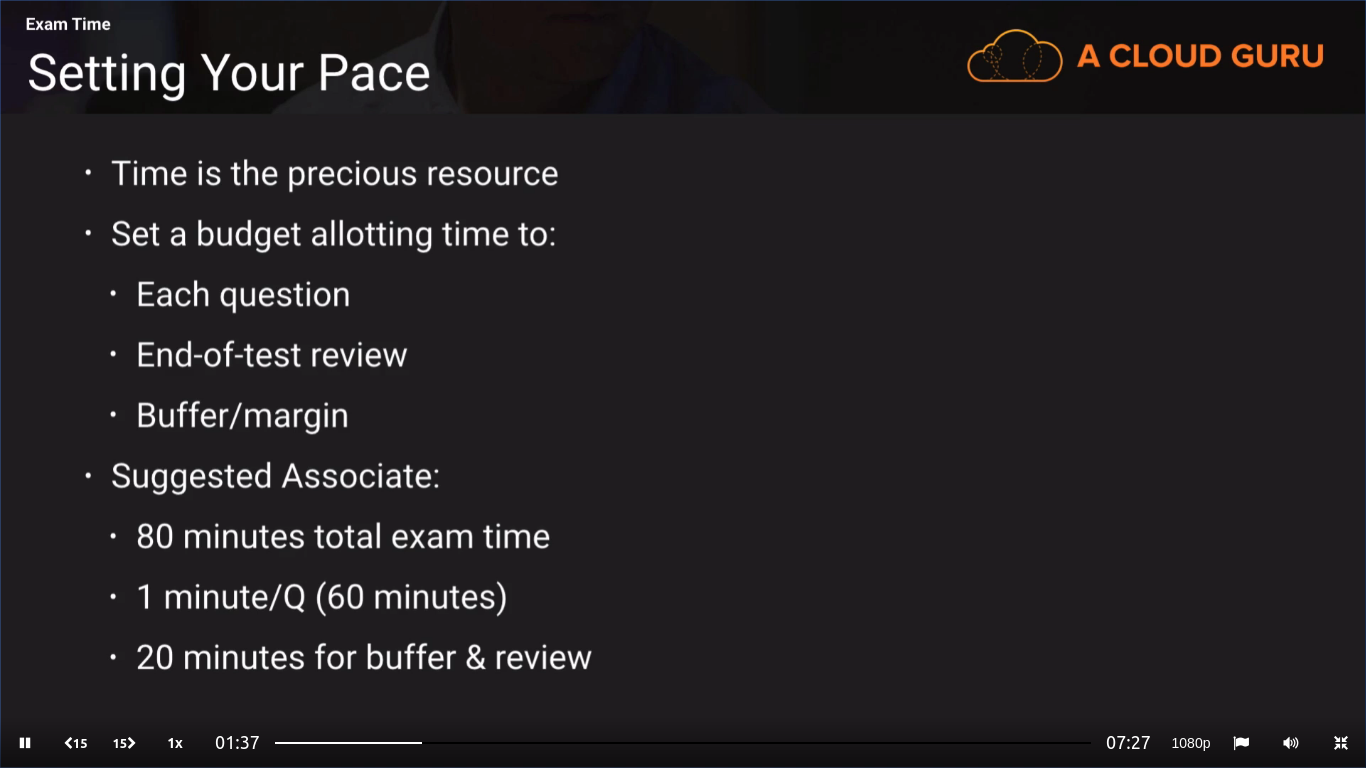 Exam Time
Setting Your Pace
A CLOUD GURU
· Time is the precious resource
· Set a budget allotting time to:
· Each question
· End-of-test review
· Buffer/margin
· Suggested Associate:
· 80 minutes total exam time
· 1 minute/Q (60 minutes)
· 20 minutes for buffer & review
15 15 1x 01:37 07:27 1080p